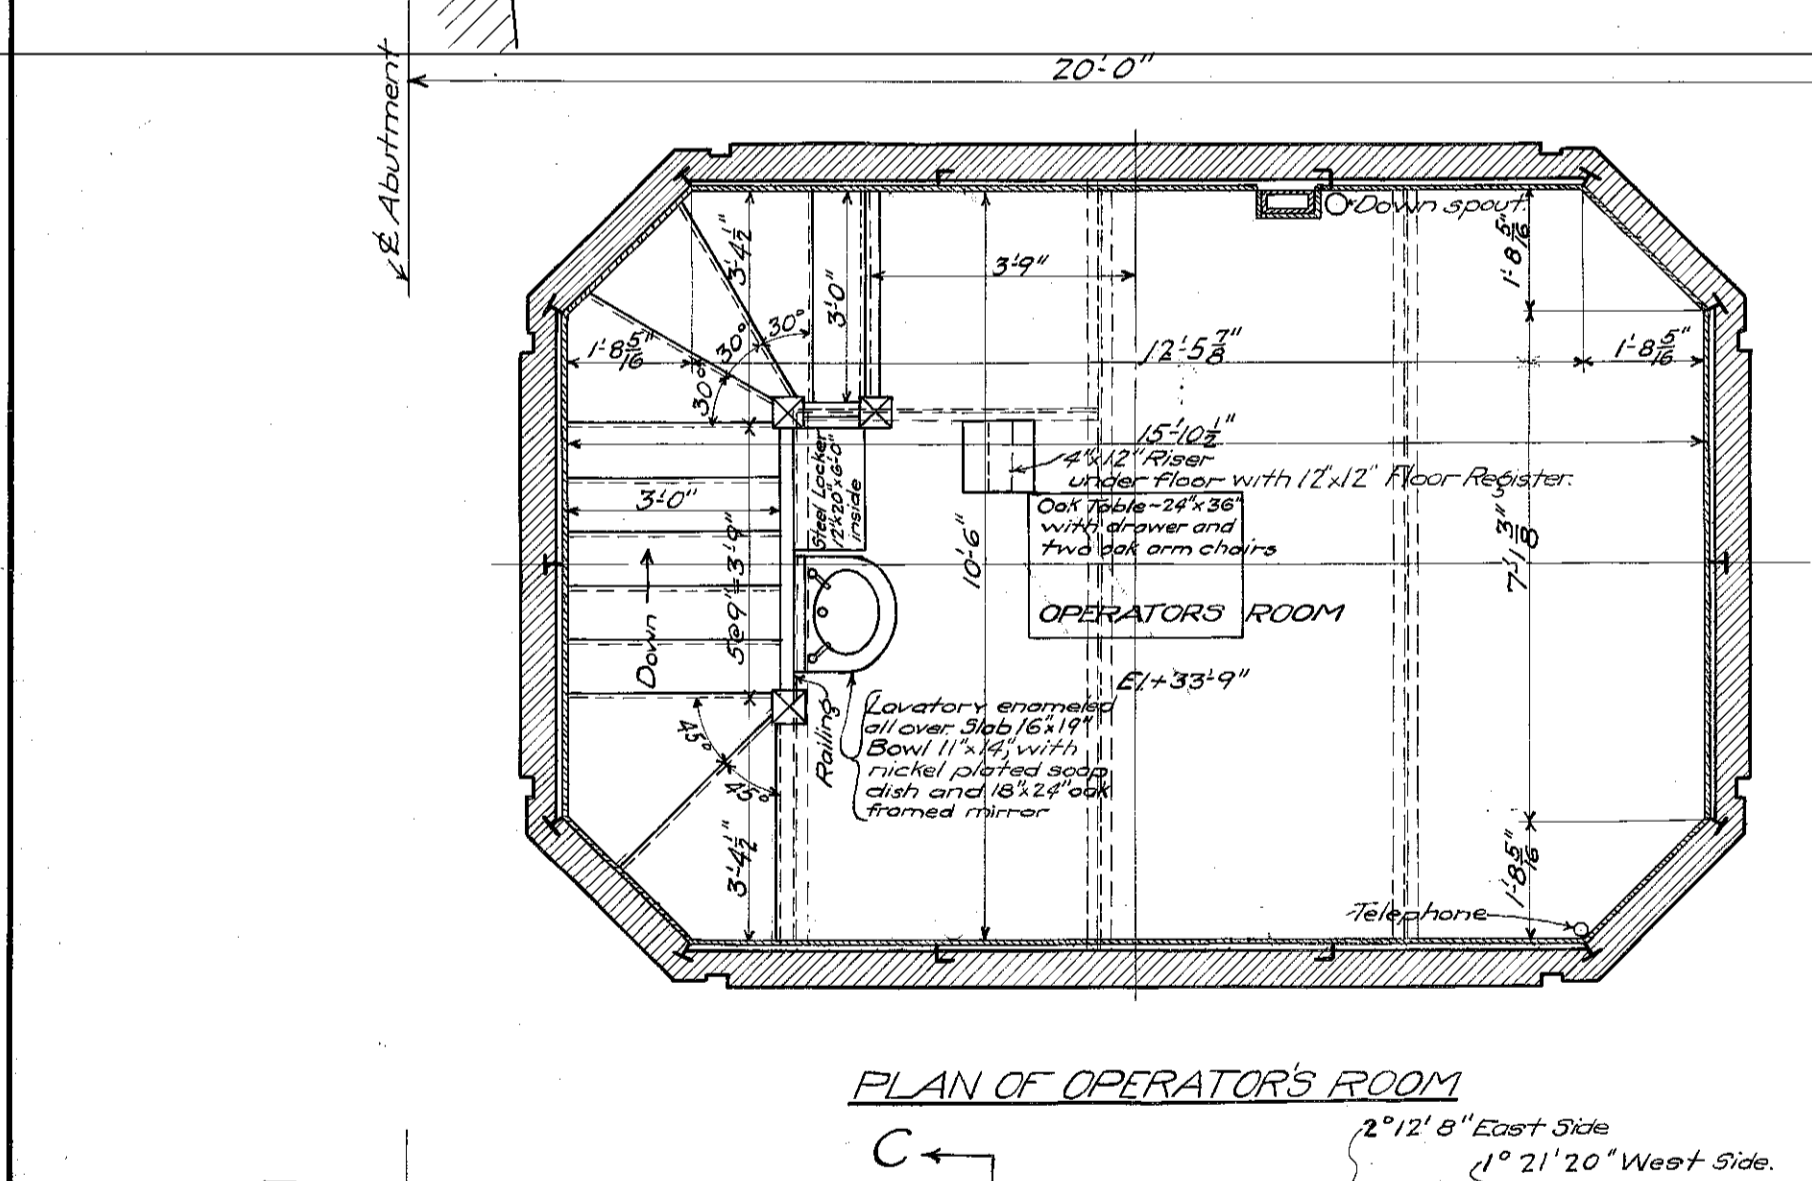 20'-0"
℄ Abutment
Down spout.
3'-4½"
3'-0"
3'-9"
1'-8 5/16"
30°
30°
30°
1'-8 5/16"
12'-5 7/8"
1'-8 5/16"
15'-10½"
4"x12" Riser
under floor with 12"x12" Floor Register.
Steel Locker
12"x20"x6'-0"
inside
3'-0"
Oak Table-24"x36"
with drawer and
two oak arm chairs
5@9"=3'-9"
10'-6"
7'-1 3/8"
Down
OPERATORS ROOM
El+33'-9"
Railing
Lavatory enameled
all over. Slab 16"x19"
Bowl 11"x14", with
nickel plated soap
dish and 18"x24" oak
framed mirror
45°
45°
3'-4½"
1'-8 5/16"
Telephone
PLAN OF OPERATOR'S ROOM
C
2°12'8" East Side
1°21'20" West Side.